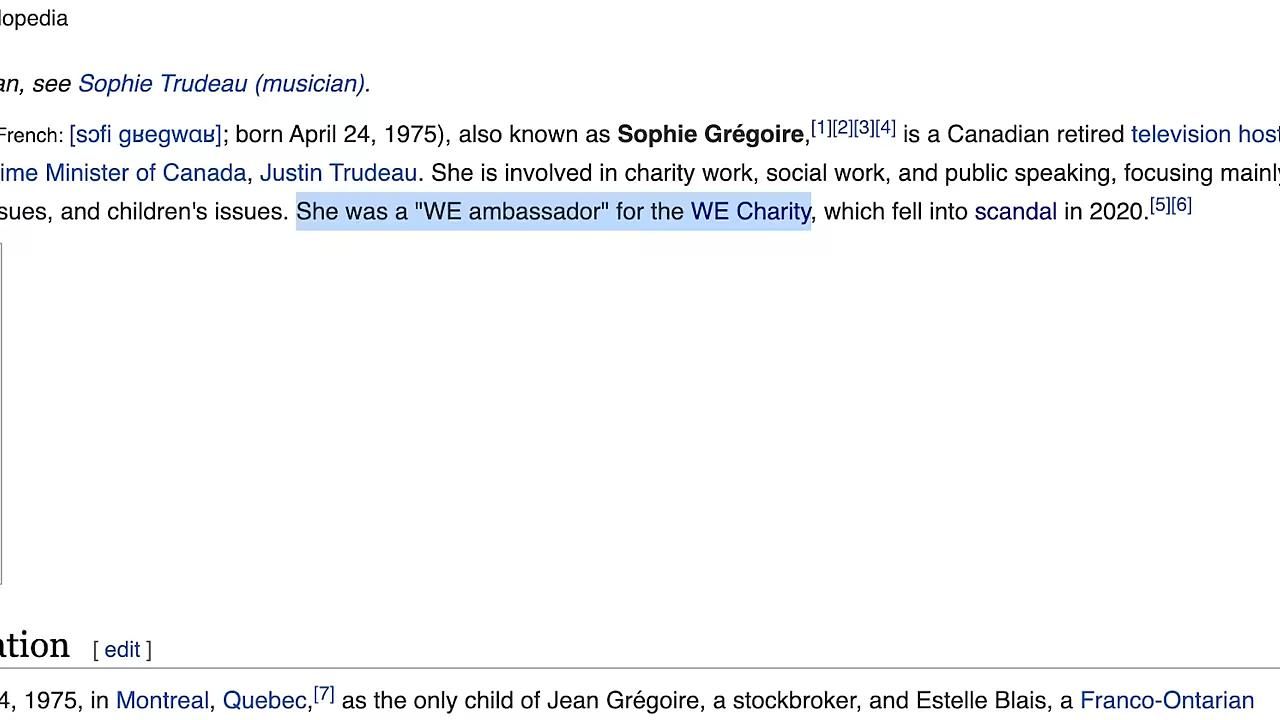 lopedia
an, see Sophie Trudeau (musician).
French: [sɔfi ɡʁeɡwɑʁ]; born April 24, 1975), also known as Sophie Grégoire,[1][2][3][4] is a Canadian retired television host
ime Minister of Canada, Justin Trudeau. She is involved in charity work, social work, and public speaking, focusing mainly
sues, and children's issues. She was a "WE ambassador" for the WE Charity, which fell into scandal in 2020.[5][6]
ation [ edit ]
4, 1975, in Montreal, Quebec,[7] as the only child of Jean Grégoire, a stockbroker, and Estelle Blais, a Franco-Ontarian